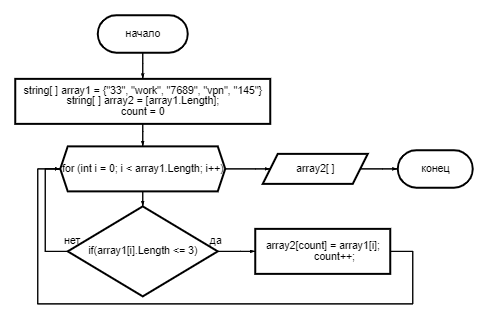 начало
string[ ] array1 = {"33", "work", "7689", "vpn", "145"}
string[ ] array2 = [array1.Length];
count = 0
for (int i = 0; i < array1.Length; i++)
array2[ ]
конец
нет
if(array1[i].Length <= 3)
да
array2[count] = array1[i];
count++;